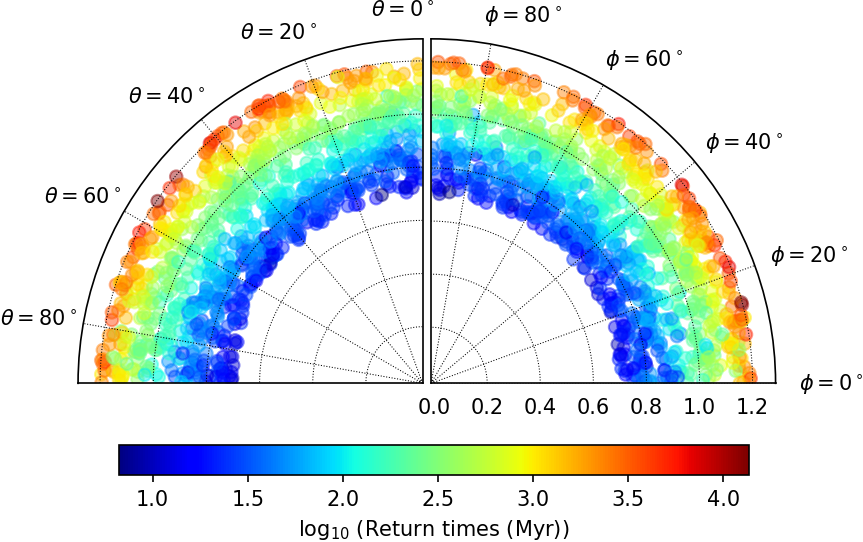 θ = 0°
ϕ = 80°
θ = 20°
ϕ = 60°
θ = 40°
ϕ = 40°
θ = 60°
ϕ = 20°
θ = 80°
ϕ = 0°
0.0 0.2 0.4 0.6 0.8 1.0 1.2
1.0 1.5 2.0 2.5 3.0 3.5 4.0
log₁₀ (Return times (Myr))